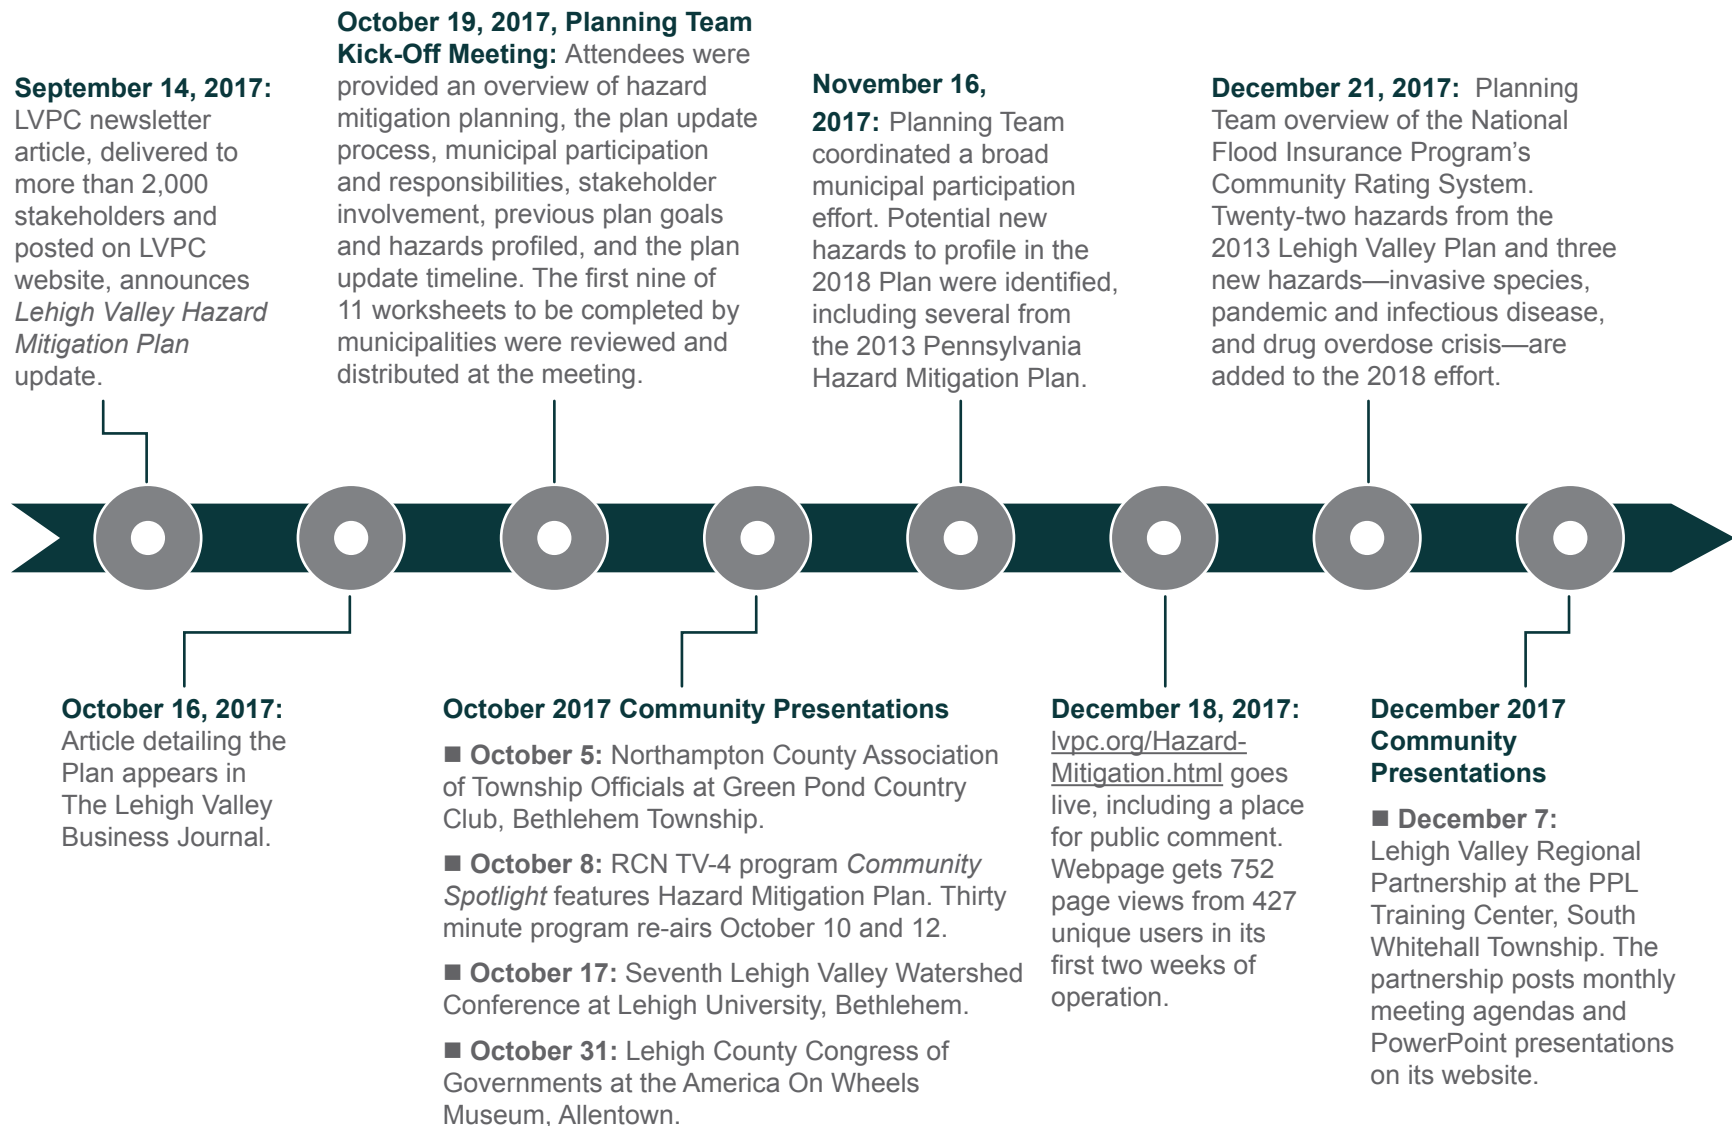 September 14, 2017:
LVPC newsletter
article, delivered to
more than 2,000
stakeholders and
posted on LVPC
website, announces
Lehigh Valley Hazard
Mitigation Plan
update.
October 19, 2017, Planning Team
Kick-Off Meeting: Attendees were
provided an overview of hazard
mitigation planning, the plan update
process, municipal participation
and responsibilities, stakeholder
involvement, previous plan goals
and hazards profiled, and the plan
update timeline. The first nine of
11 worksheets to be completed by
municipalities were reviewed and
distributed at the meeting.
November 16,
2017: Planning Team
coordinated a broad
municipal participation
effort. Potential new
hazards to profile in the
2018 Plan were identified,
including several from
the 2013 Pennsylvania
Hazard Mitigation Plan.
December 21, 2017: Planning
Team overview of the National
Flood Insurance Program’s
Community Rating System.
Twenty-two hazards from the
2013 Lehigh Valley Plan and three
new hazards—invasive species,
pandemic and infectious disease,
and drug overdose crisis—are
added to the 2018 effort.
October 16, 2017:
Article detailing the
Plan appears in
The Lehigh Valley
Business Journal.
October 2017 Community Presentations
■ October 5: Northampton County Association
of Township Officials at Green Pond Country
Club, Bethlehem Township.
■ October 8: RCN TV-4 program Community
Spotlight features Hazard Mitigation Plan. Thirty
minute program re-airs October 10 and 12.
■ October 17: Seventh Lehigh Valley Watershed
Conference at Lehigh University, Bethlehem.
■ October 31: Lehigh County Congress of
Governments at the America On Wheels
Museum, Allentown.
December 18, 2017:
lvpc.org/Hazard-
Mitigation.html goes
live, including a place
for public comment.
Webpage gets 752
page views from 427
unique users in its
first two weeks of
operation.
December 2017
Community
Presentations
■ December 7:
Lehigh Valley Regional
Partnership at the PPL
Training Center, South
Whitehall Township. The
partnership posts monthly
meeting agendas and
PowerPoint presentations
on its website.